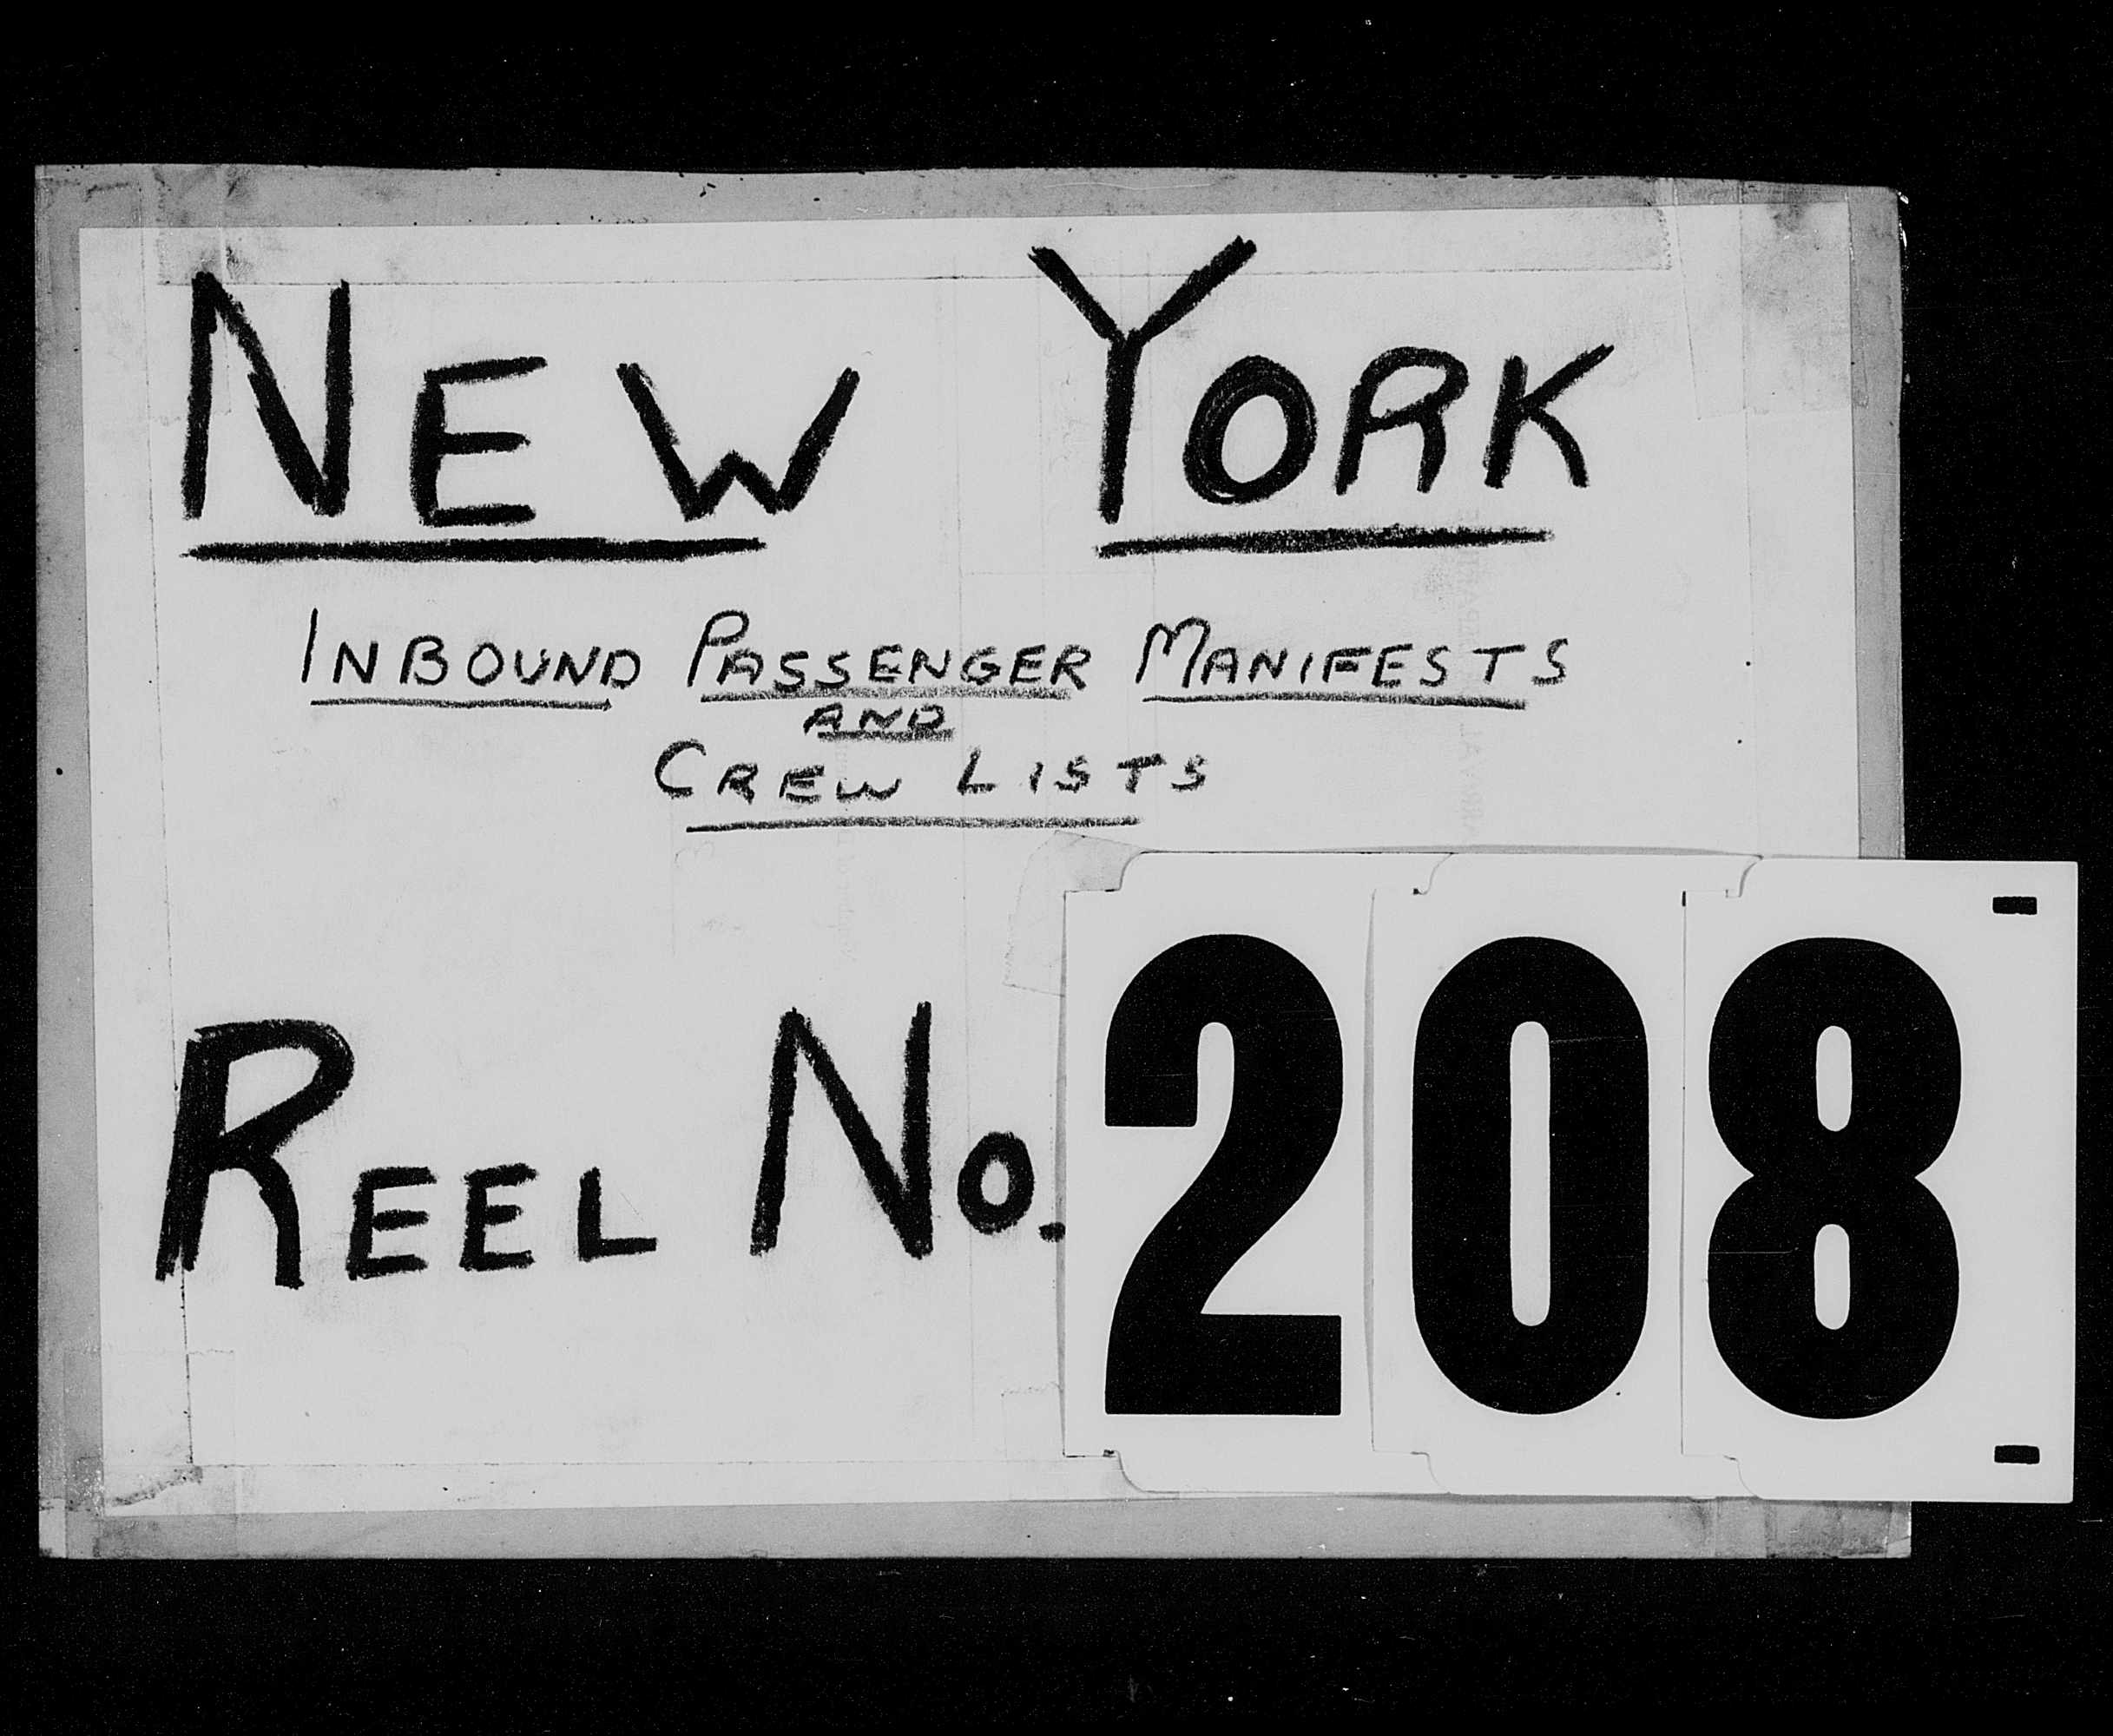 NEW YORK
INBOUND PASSENGER MANIFESTS
AND
CREW LISTS
REEL No. 208